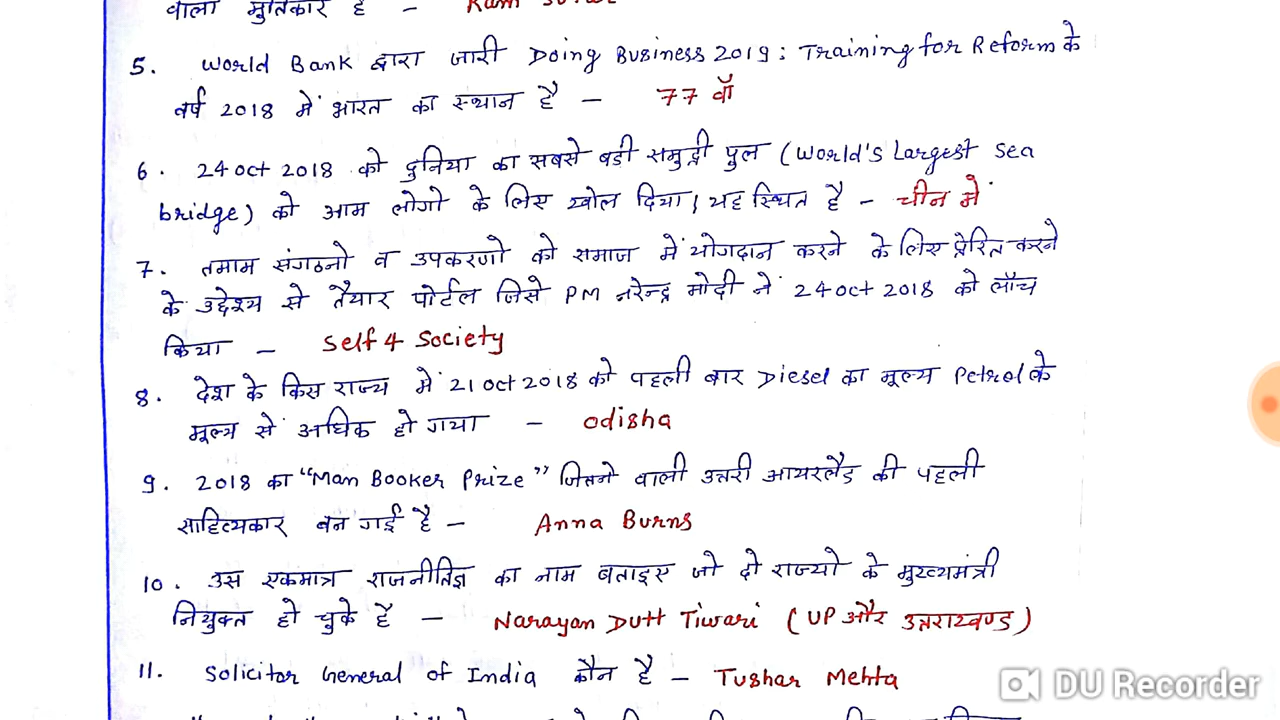 वाला मुर्तिकार है – Ram Sutar
5. World Bank द्वारा जारी Doing Business 2019: Training for Reform के
वर्ष 2018 में भारत का स्थान है – 77 वाँ
6. 24 oct 2018 को दुनिया का सबसे बड़ी समुद्री पुल (World's Largest Sea
bridge) को आम लोगो के लिए खोल दिया, यह स्थित है – चीन में
7. तमाम संगठनो व उपकरणो को समाज में योगदान करने के लिए प्रेरित करने
के उद्देश्य से तैयार पोर्टल जिसे PM नरेन्द्र मोदी ने 24 oct 2018 को लॉंच
किया – Self 4 Society
8. देश के किस राज्य में 21 oct 2018 को पहली बार Diesel का मूल्य Petrol के
मूल्य से अधिक हो गया – Odisha
9. 2018 का "Man Booker Prize" जितने वाली उत्तरी आयरलैंड की पहली
साहित्यकार बन गई है – Anna Burns
10. उस एकमात्र राजनीतिज्ञ का नाम बताइए जो दो राज्यो के मुख्यमंत्री
नियुक्त हो चुके है – Narayan Dutt Tiwari (UP और उत्तराखण्ड)
11. Solicitor General of India कौन है – Tushar Mehta
DU Recorder